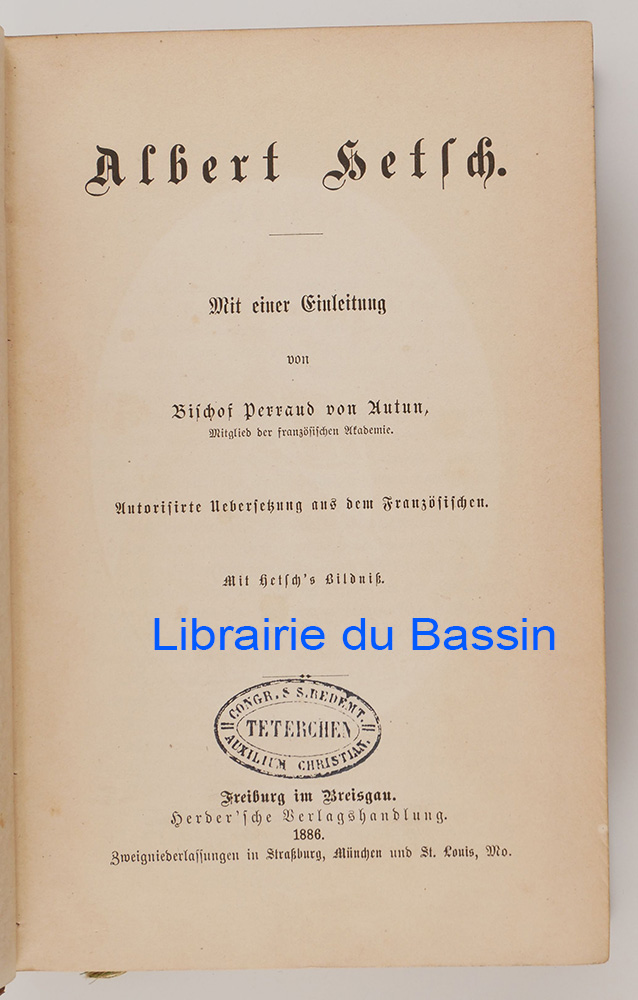 Albert Hetsch.
Mit einer Einleitung
von
Bischof Perraud von Autun,
Mitglied der französischen Akademie.
Autorisirte Uebersetzung aus dem Französischen.
Mit Hetsch's Bildniß.
Librairie du Bassin
CONGR. S S. REDEMT.
TETERCHEN
AUXILIUM CHRISTIAN.
Freiburg im Breisgau.
Herder'sche Verlagshandlung.
1886.
Zweigniederlassungen in Straßburg, München und St. Louis, Mo.